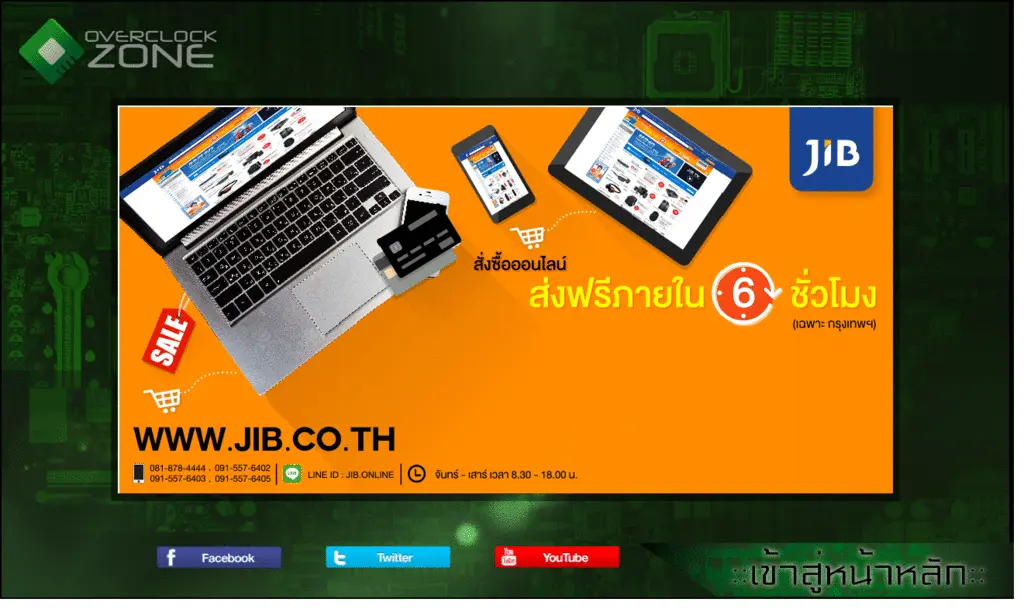 OVERCLOCK
ZONE
JIB
สั่งซื้อออนไลน์
ส่งฟรีภายใน 6 ชั่วโมง
(เฉพาะ กรุงเทพฯ)
SALE
WWW.JIB.CO.TH
081-878-4444 , 091-557-6402
091-557-6403 , 091-557-6405
LINE
LINE ID : JIB.ONLINE
จันทร์ - เสาร์ เวลา 8.30 - 18.00 น.
Facebook
Twitter
You Tube
YouTube
::เข้าสู่หน้าหลัก::